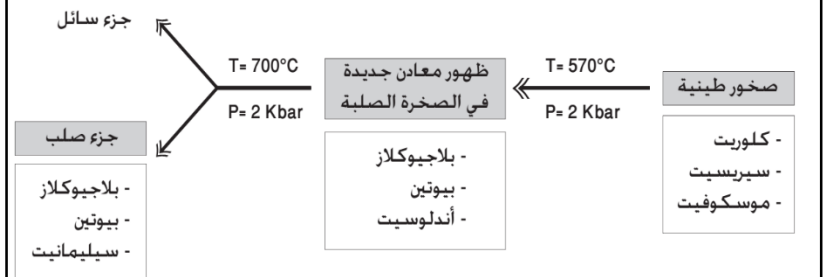 صخور طينية
- كلوريت
- سيريسيت
- موسكوفيت
T= 570°C
P= 2 Kbar
ظهور معادن جديدة
في الصخرة الصلبة
- بلاجيوكلاز
- بيوتين
- أندلوسيت
T= 700°C
P= 2 Kbar
جزء سائل
جزء صلب
- بلاجيوكلاز
- بيوتين
- سيليمانيت